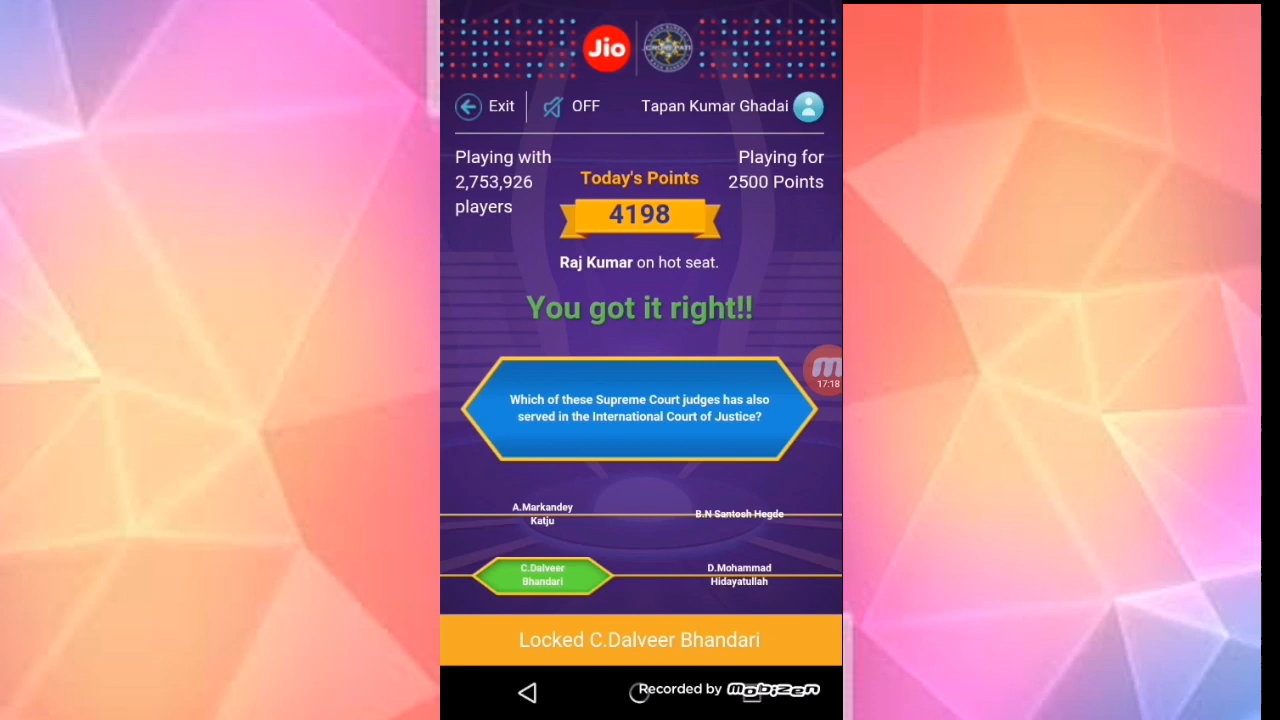 Jio
Exit
OFF
Tapan Kumar Ghadai
Playing with
2,753,926
players
Today's Points
4198
Playing for
2500 Points
Raj Kumar on hot seat.
You got it right!!
17:18
Which of these Supreme Court judges has also
served in the International Court of Justice?
A.Markandey
Katju
B.N Santosh Hegde
C.Dalveer
Bhandari
D.Mohammad
Hidayatullah
Locked C.Dalveer Bhandari
Recorded by mobizen